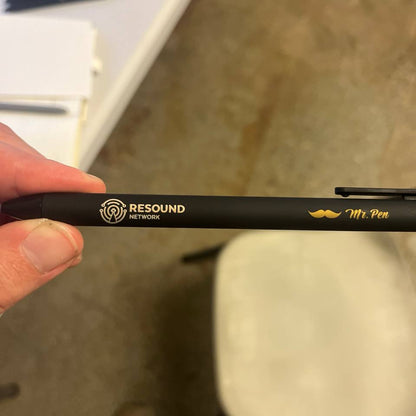 RESOUND
NETWORK
Mr. Pen